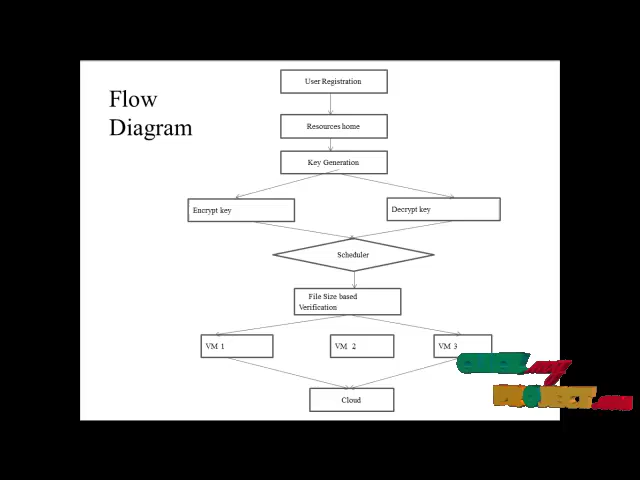 Flow
Diagram
User Registration
Resources home
Key Generation
Encrypt key
Decrypt key
Scheduler
File Size based
Verification
VM 1
VM 2
VM 3
Cloud